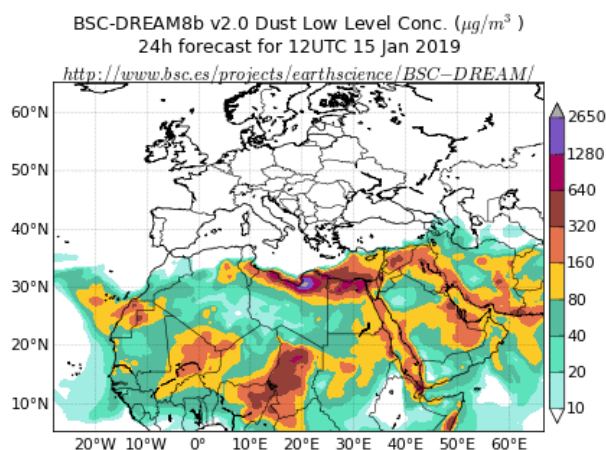 BSC-DREAM8b v2.0 Dust Low Level Conc. (μg/m³ )
24h forecast for 12UTC 15 Jan 2019
http://www.bsc.es/projects/earthscience/BSC−DREAM/
60°N
50°N
40°N
30°N
20°N
10°N
20°W 10°W 0° 10°E 20°E 30°E 40°E 50°E 60°E
2650
1280
640
320
160
80
40
20
10